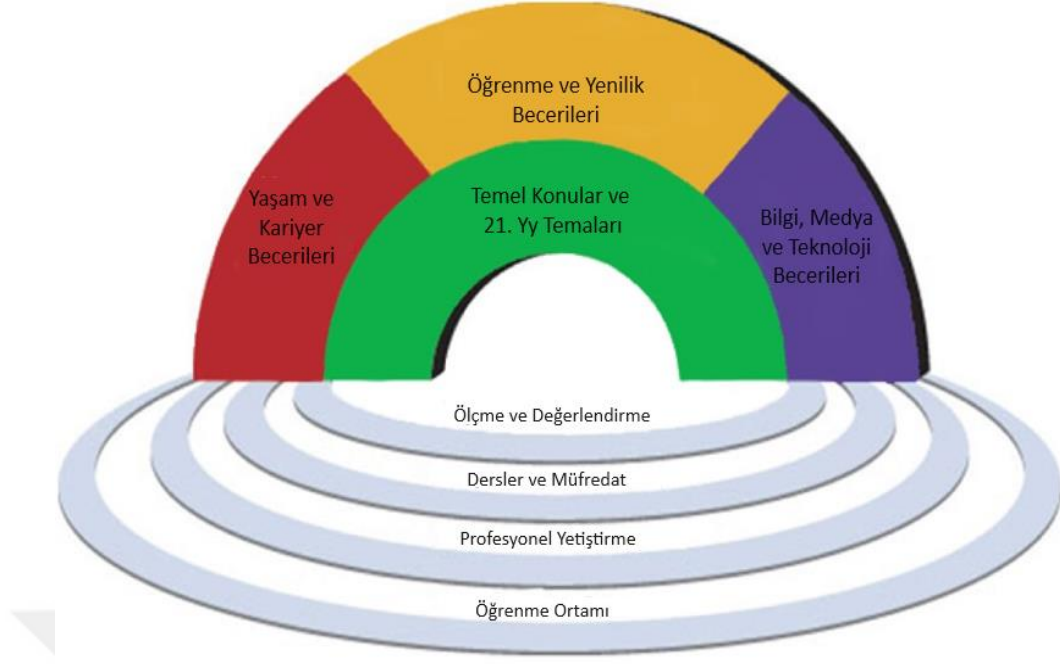 Öğrenme ve Yenilik
Becerileri
Yaşam ve
Kariyer
Becerileri
Temel Konular ve
21. Yy Temaları
Bilgi, Medya
ve Teknoloji
Becerileri
Ölçme ve Değerlendirme
Dersler ve Müfredat
Profesyonel Yetiştirme
Öğrenme Ortamı